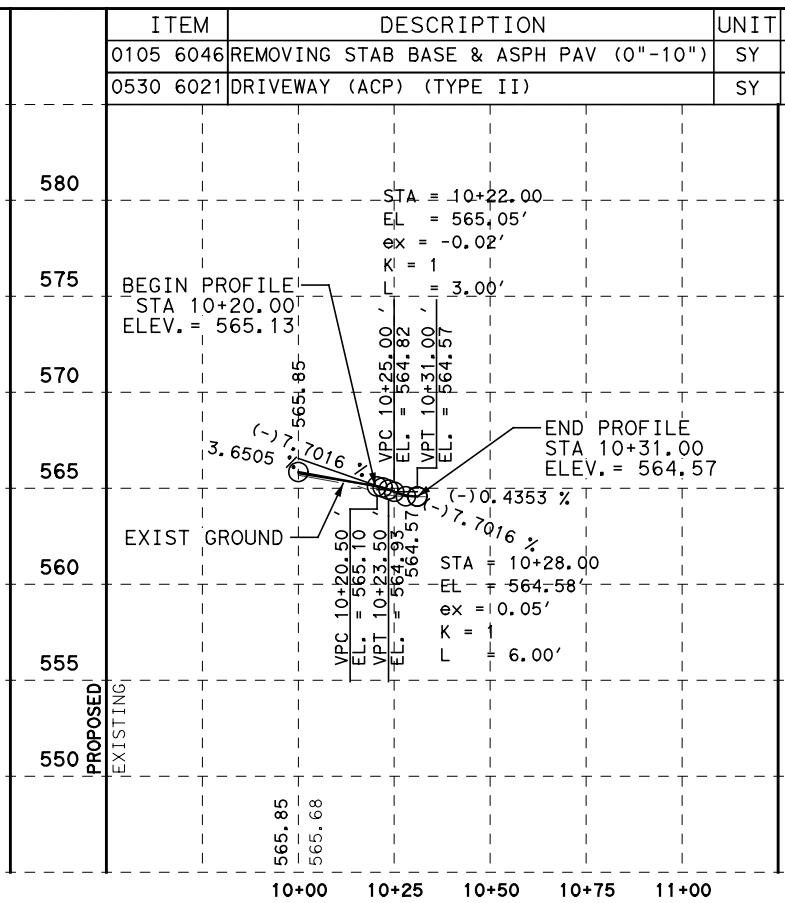 ITEM DESCRIPTION UNIT
0105 6046 REMOVING STAB BASE & ASPH PAV (0"-10") SY
0530 6021 DRIVEWAY (ACP) (TYPE II) SY
580
STA = 10+22.00
EL = 565.05'
ex = -0.02'
K = 1
L = 3.00'
575
BEGIN PROFILE
STA 10+20.00
ELEV.= 565.13
570
565.85
VPC 10+25.00 '
EL. = 564.82
VPT 10+31.00 '
EL. = 564.57
(-)7.7016 %
3.6505 %
END PROFILE
STA 10+31.00
ELEV.= 564.57
565
(-)0.4353 %
(-)7.7016 %
EXIST GROUND
560
VPC 10+20.50 '
EL. = 565.10
VPT 10+23.50 '
EL. = 564.93
564.57
STA = 10+28.00
EL = 564.58'
ex = 0.05'
K = 1
L = 6.00'
555
PROPOSED
EXISTING
550
565.85
565.68
10+00 10+25 10+50 10+75 11+00